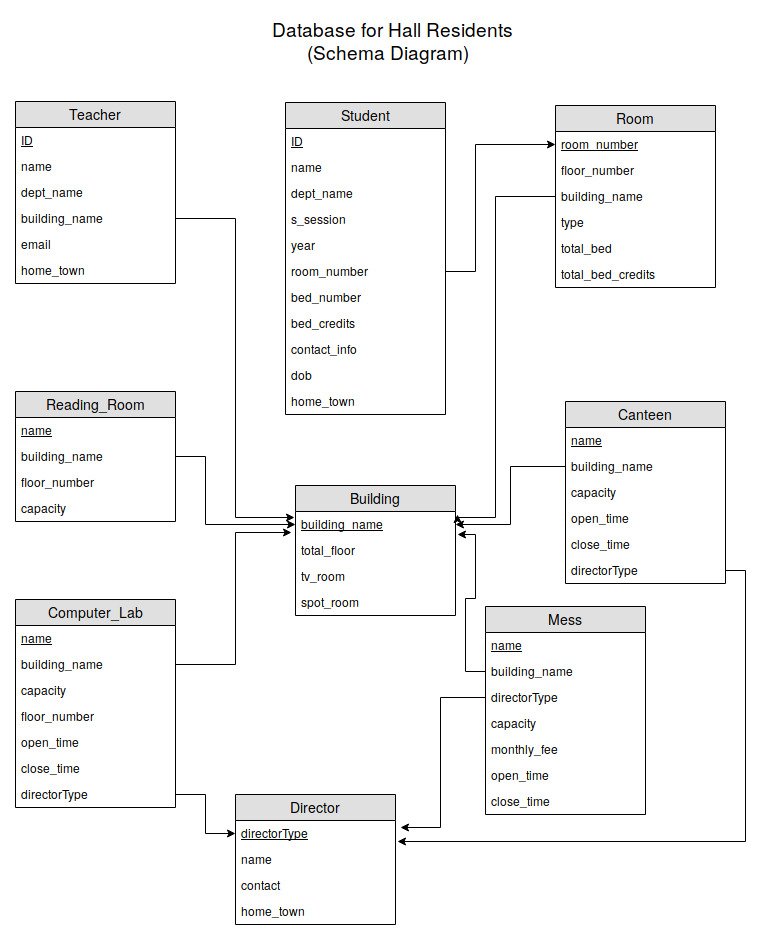 Database for Hall Residents
(Schema Diagram)
Teacher
ID
name
dept_name
building_name
email
home_town
Student
ID
name
dept_name
s_session
year
room_number
bed_number
bed_credits
contact_info
dob
home_town
Room
room_number
floor_number
building_name
type
total_bed
total_bed_credits
Reading_Room
name
building_name
floor_number
capacity
Building
building_name
total_floor
tv_room
spot_room
Canteen
name
building_name
capacity
open_time
close_time
directorType
Computer_Lab
name
building_name
capacity
floor_number
open_time
close_time
directorType
Mess
name
building_name
directorType
capacity
monthly_fee
open_time
close_time
Director
directorType
name
contact
home_town